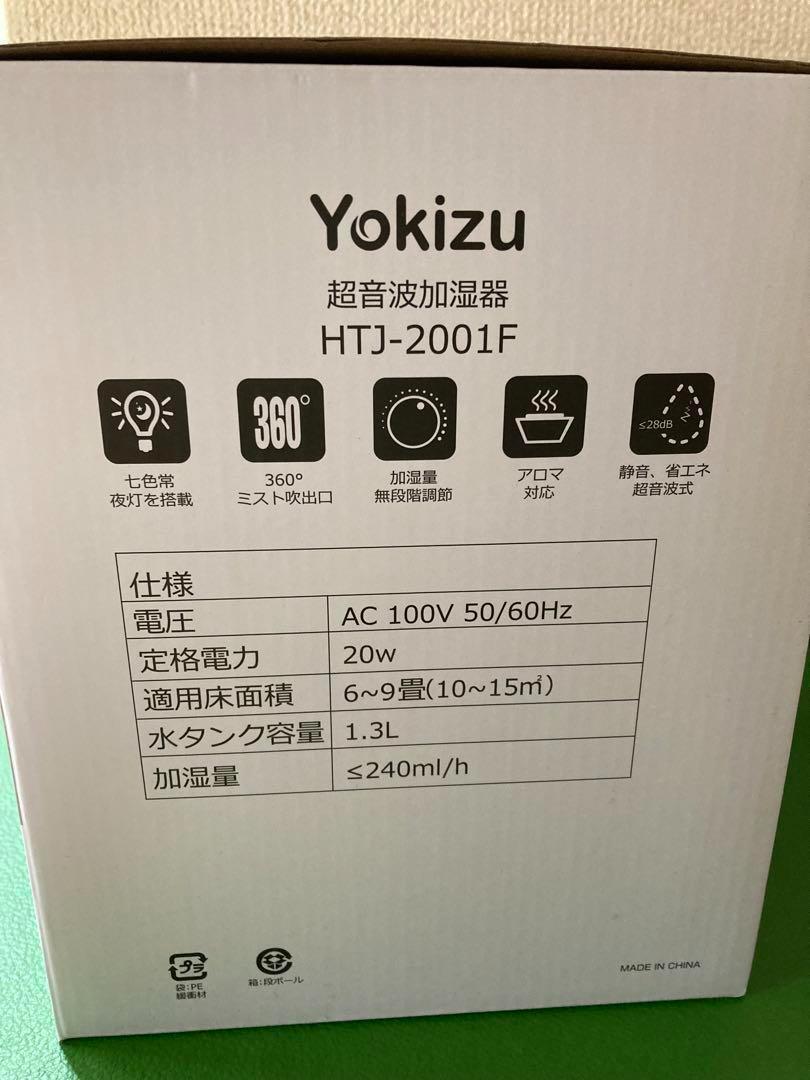 Yokizu
超音波加湿器
HTJ-2001F
360°
≤28dB
七色常
夜灯を搭載
360°
ミスト吹出口
加湿量
無段階調節
アロマ
対応
静音、省エネ
超音波式
仕様
電圧 AC 100V 50/60Hz
定格電力 20w
適用床面積 6~9畳(10~15㎡)
水タンク容量 1.3L
加湿量 ≤240ml/h
プラ
袋:PE
緩衝材
箱:段ボール
MADE IN CHINA